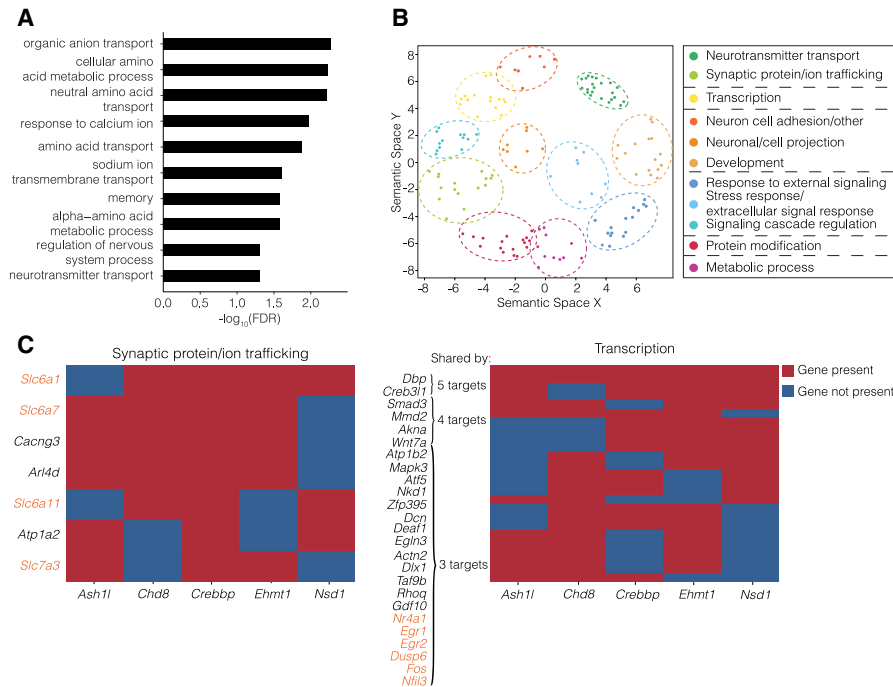 A
organic anion transport
cellular amino
acid metabolic process
neutral amino acid
transport
response to calcium ion
amino acid transport
sodium ion
transmembrane transport
memory
alpha−amino acid
metabolic process
regulation of nervous
system process
neurotransmitter transport
0,0 0,5 1.0 1.5 2.0
-log10(FDR)
B
Semantic Space Y
8
6
4
2
0
−2
−4
−6
−8
−8 −6 −4 −2 0 2 4 6
Semantic Space X
Neurotransmitter transport
Synaptic protein/ion trafficking
Transcription
Neuron cell adhesion/other
Neuronal/cell projection
Development
Response to external signaling
Stress response/
extracellular signal response
Signaling cascade regulation
Protein modification
Metabolic process
C
Synaptic protein/ion trafficking
Slc6a1
Slc6a7
Cacng3
Arl4d
Slc6a11
Atp1a2
Slc7a3
Ash1l Chd8 Crebbp Ehmt1 Nsd1
Shared by:
Transcription
Dbp
Creb3l1
5 targets
Smad3
Mmd2
Akna
Wnt7a
4 targets
Atp1b2
Mapk3
Atf5
Nkd1
Zfp395
Dcn
Deaf1
Egln3
Actn2
Dlx1
Taf9b
Rhoq
Gdf10
Nr4a1
Egr1
Egr2
Dusp6
Fos
Nfil3
3 targets
Ash1l Chd8 Crebbp Ehmt1 Nsd1
Gene present
Gene not present